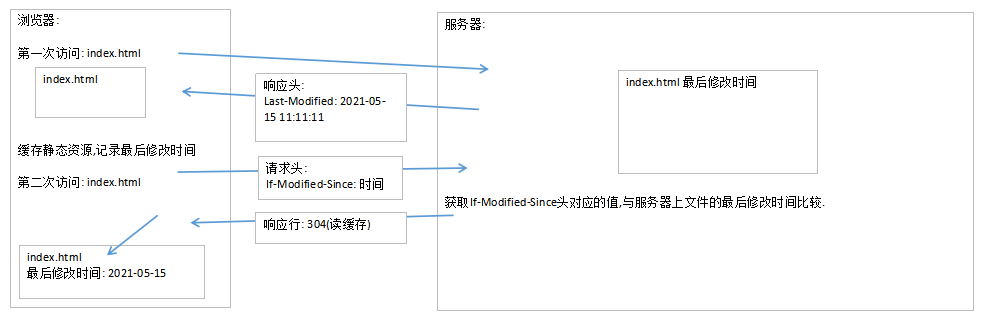 浏览器:
第一次访问: index.html
index.html
缓存静态资源,记录最后修改时间
第二次访问: index.html
index.html
最后修改时间: 2021-05-15
响应头:
Last-Modified: 2021-05-
15 11:11:11
请求头:
If-Modified-Since: 时间
响应行: 304(读缓存)
服务器:
index.html 最后修改时间
获取If-Modified-Since头对应的值,与服务器上文件的最后修改时间比较.